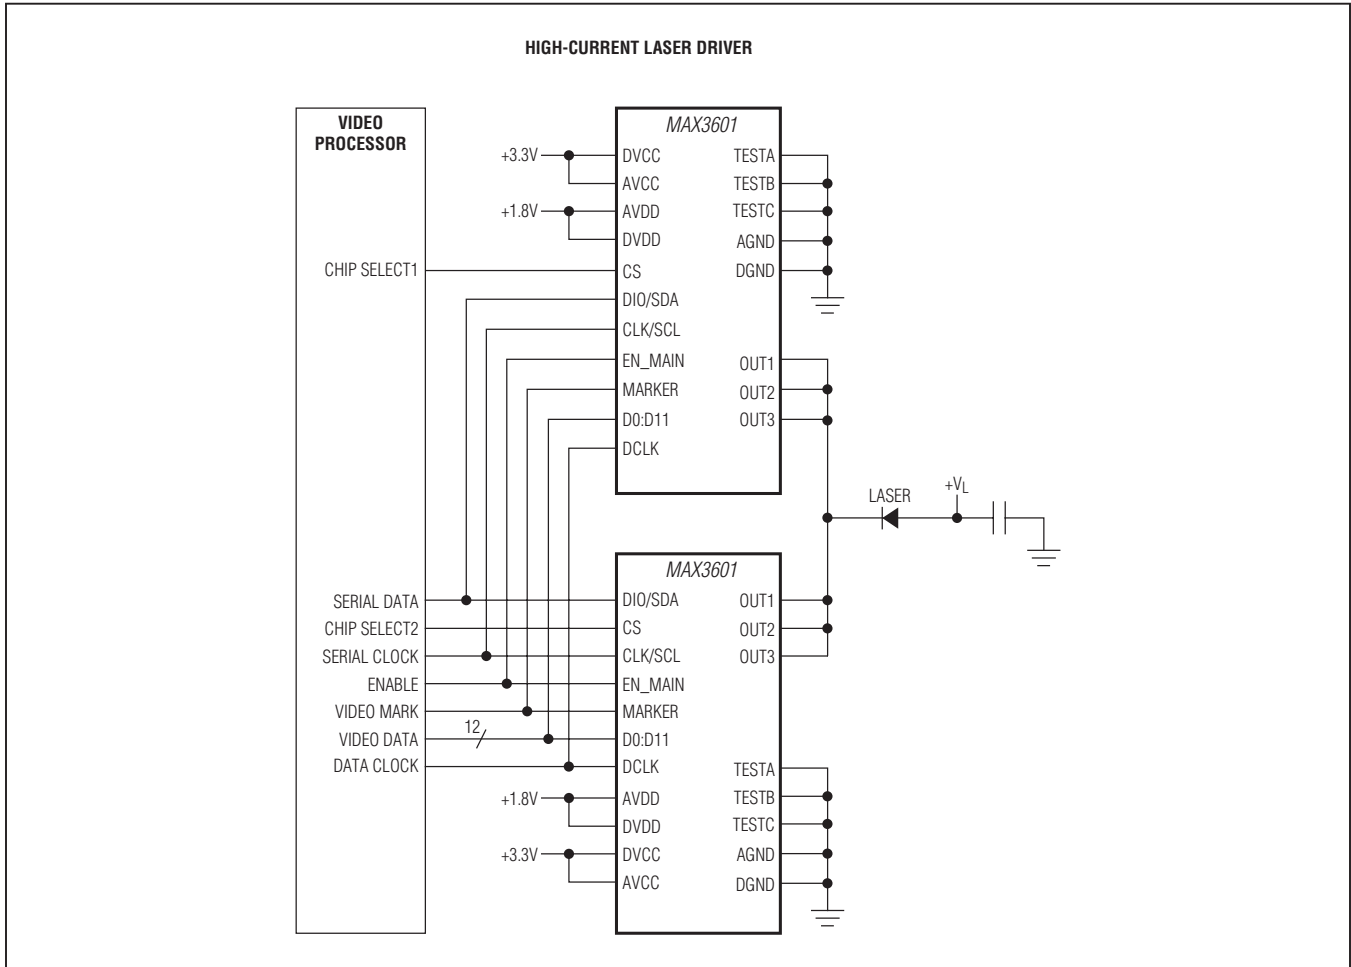 HIGH-CURRENT LASER DRIVER
VIDEO
PROCESSOR
CHIP SELECT1
SERIAL DATA
CHIP SELECT2
SERIAL CLOCK
ENABLE
VIDEO MARK
VIDEO DATA
DATA CLOCK
12
+3.3V
+1.8V
MAX3601
DVCC
AVCC
AVDD
DVDD
CS
DIO/SDA
CLK/SCL
EN_MAIN
MARKER
D0:D11
DCLK
TESTA
TESTB
TESTC
AGND
DGND
OUT1
OUT2
OUT3
LASER
+VL
MAX3601
DIO/SDA
CS
CLK/SCL
EN_MAIN
MARKER
D0:D11
DCLK
+1.8V
AVDD
DVDD
+3.3V
DVCC
AVCC
OUT1
OUT2
OUT3
TESTA
TESTB
TESTC
AGND
DGND